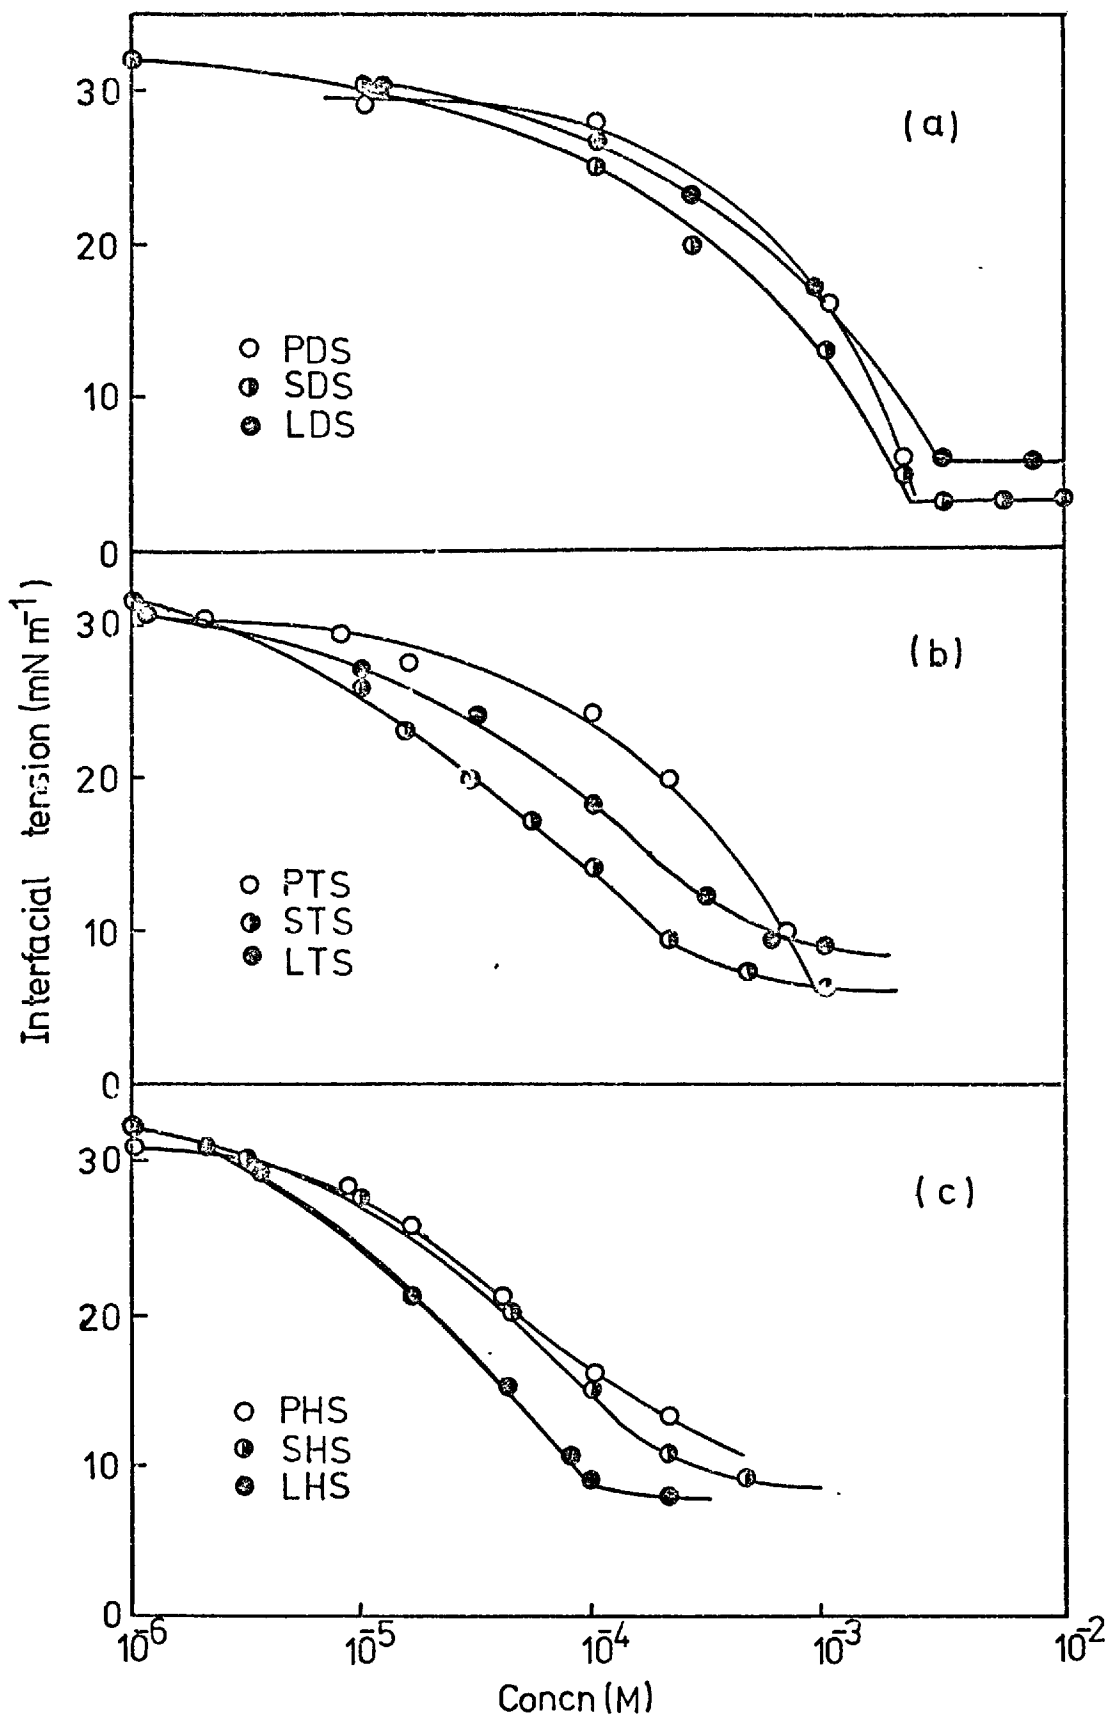 30
20
10
0
(a)
PDS
SDS
LDS
30
20
10
0
(b)
PTS
STS
LTS
30
20
10
0
(c)
PHS
SHS
LHS
Interfacial tension (mN m⁻¹)
10⁻⁶ 10⁻⁵ 10⁻⁴ 10⁻³ 10⁻²
Concn (M)